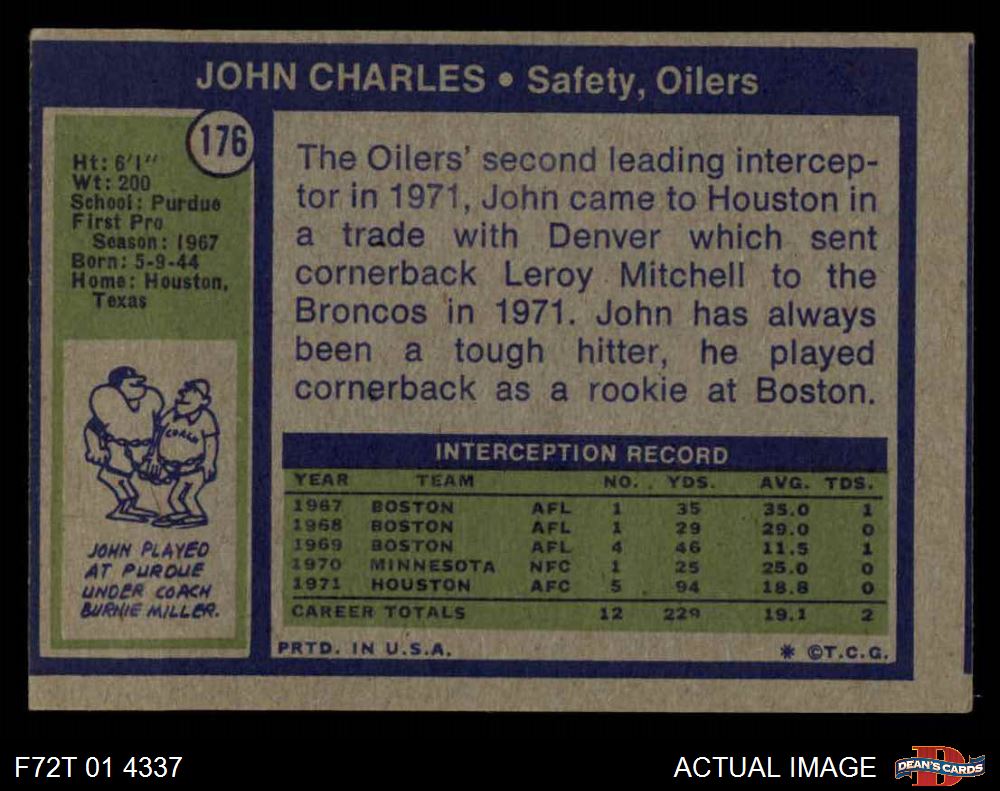 JOHN CHARLES • Safety, Oilers
176
Ht: 6'1"
Wt: 200
School: Purdue
First Pro
Season: 1967
Born: 5-9-44
Home: Houston,
Texas
COACH
JOHN PLAYED
AT PURDUE
UNDER COACH
BURNIE MILLER.
The Oilers' second leading intercep-
tor in 1971, John came to Houston in
a trade with Denver which sent
cornerback Leroy Mitchell to the
Broncos in 1971. John has always
been a tough hitter, he played
cornerback as a rookie at Boston.
INTERCEPTION RECORD
YEAR TEAM NO. YDS. AVG. TDS.
1967 BOSTON AFL 1 35 35.0 1
1968 BOSTON AFL 1 29 29.0 0
1969 BOSTON AFL 4 46 11.5 1
1970 MINNESOTA NFC 1 25 25.0 0
1971 HOUSTON AFC 5 94 18.8 0
CAREER TOTALS 12 229 19.1 2
PRTD. IN U.S.A. * ©T.C.G.
F72T 01 4337
ACTUAL IMAGE
DEAN'S CARDS